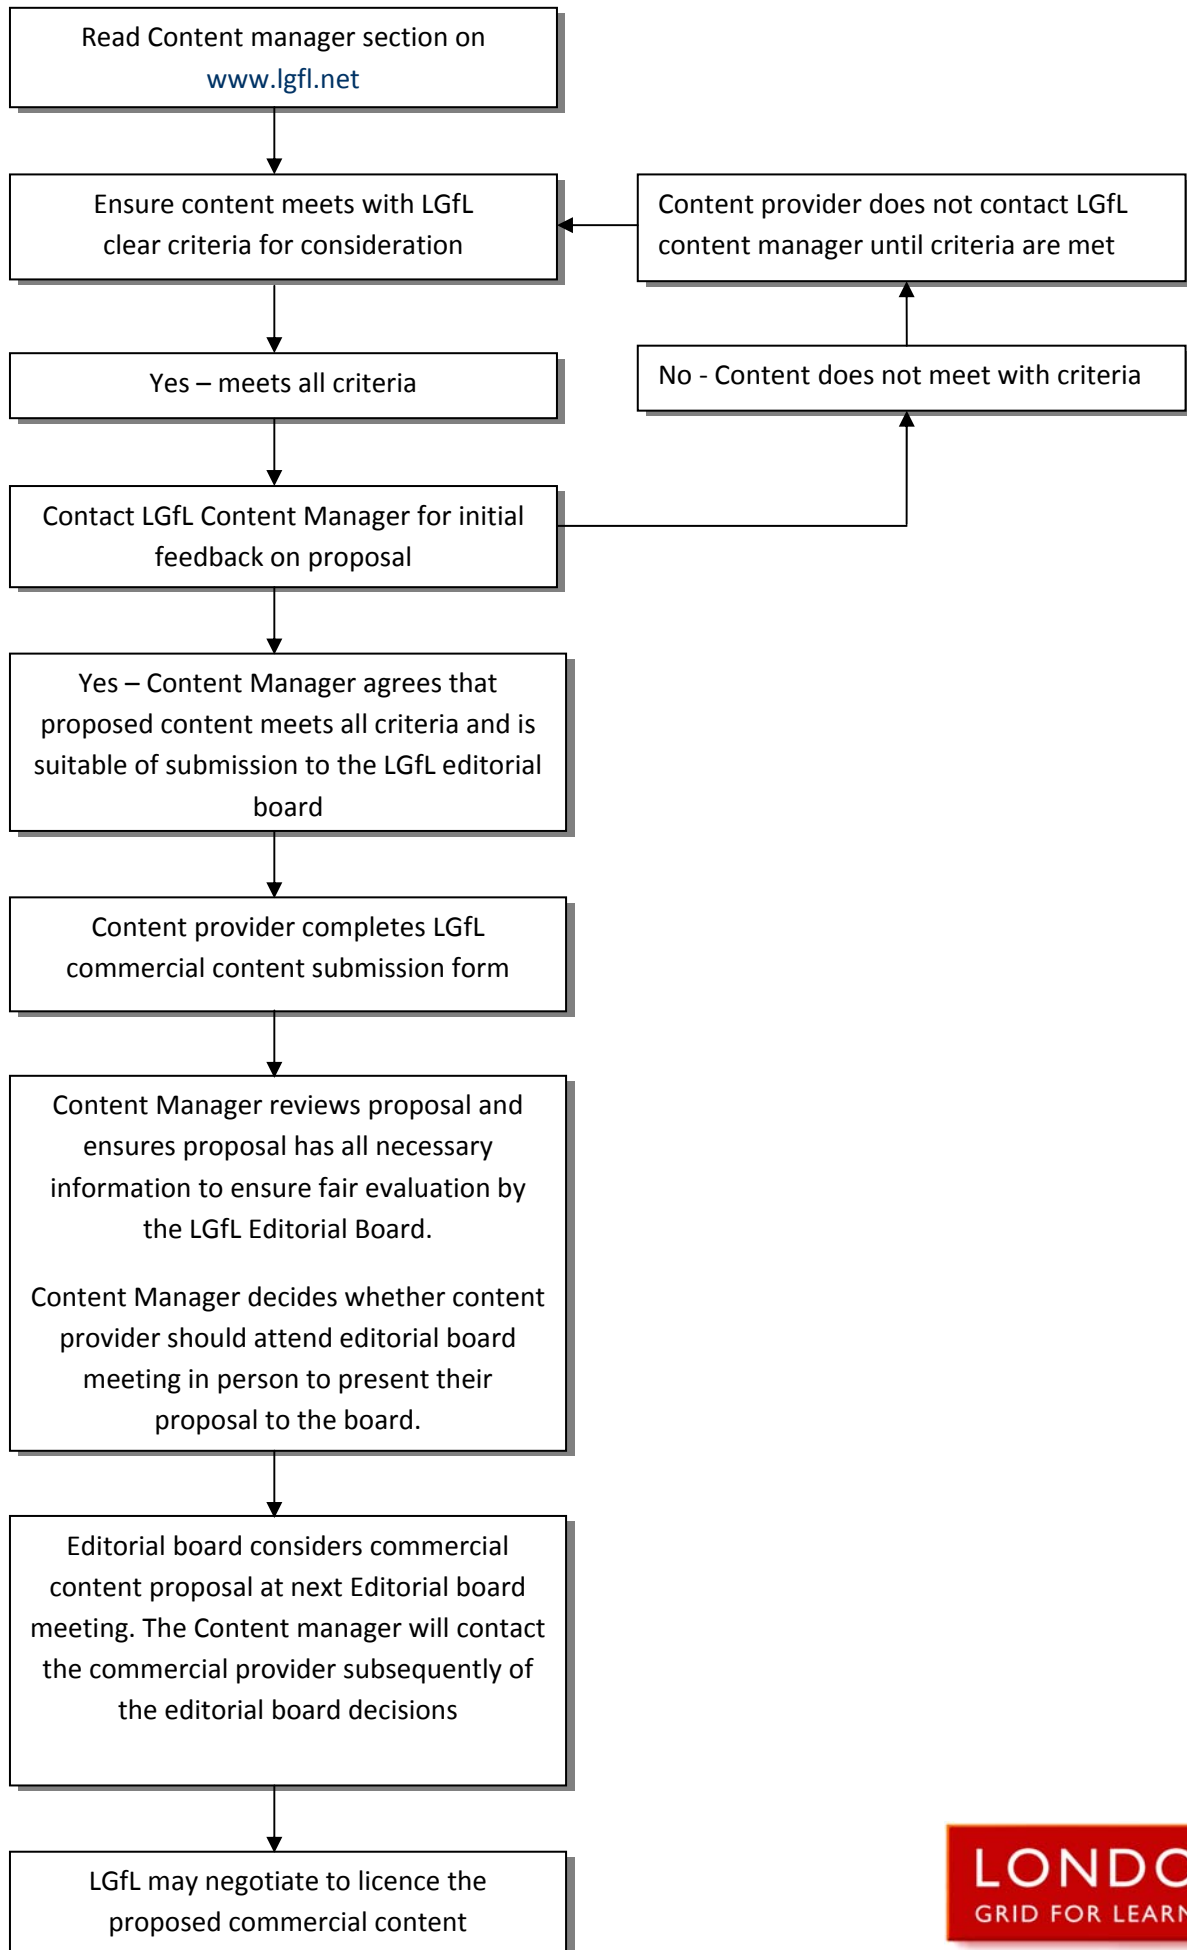 Read Content manager section on
www.lgfl.net
Ensure content meets with LGfL
clear criteria for consideration
Content provider does not contact LGfL
content manager until criteria are met
Yes – meets all criteria
No - Content does not meet with criteria
Contact LGfL Content Manager for initial
feedback on proposal
Yes – Content Manager agrees that
proposed content meets all criteria and is
suitable of submission to the LGfL editorial
board
Content provider completes LGfL
commercial content submission form
Content Manager reviews proposal and
ensures proposal has all necessary
information to ensure fair evaluation by
the LGfL Editorial Board.
Content Manager decides whether content
provider should attend editorial board
meeting in person to present their
proposal to the board.
Editorial board considers commercial
content proposal at next Editorial board
meeting. The Content manager will contact
the commercial provider subsequently of
the editorial board decisions
LGfL may negotiate to licence the
proposed commercial content
LONDO
GRID FOR LEARN